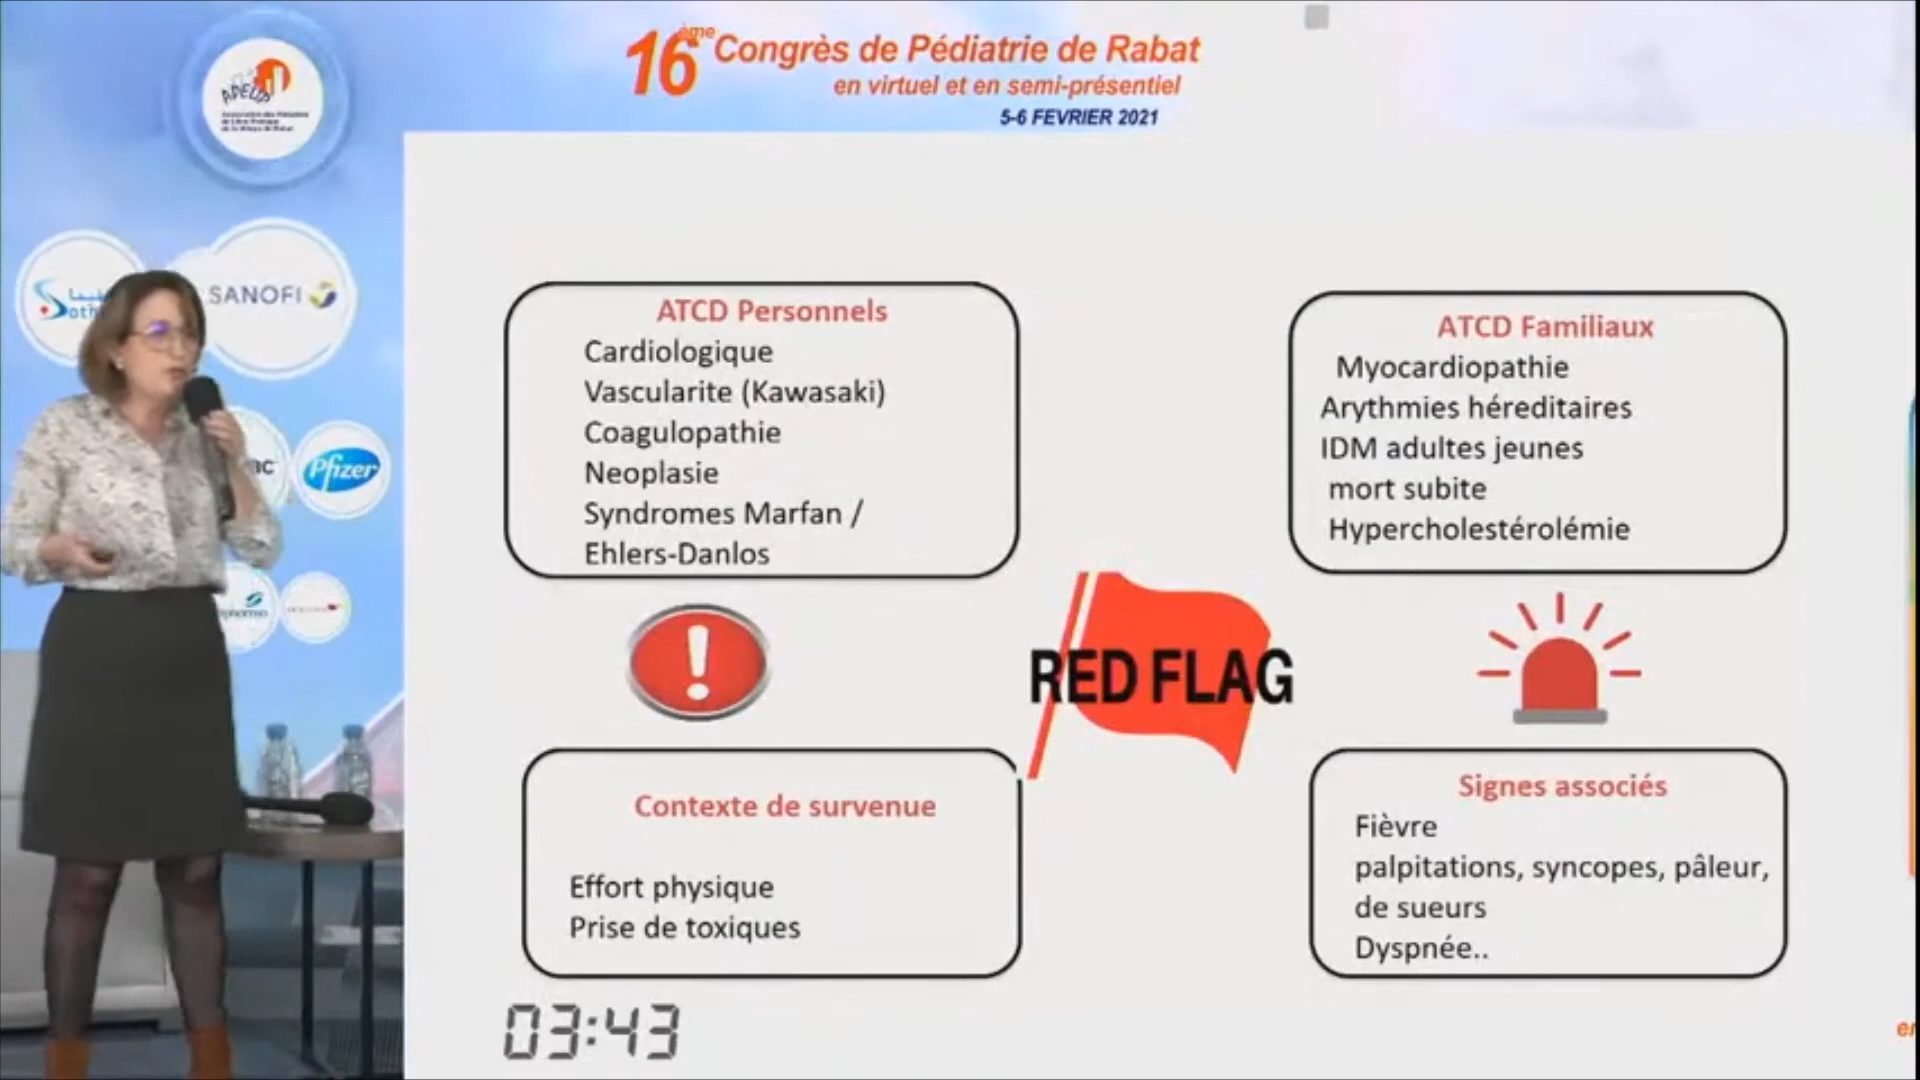 16ème Congrès de Pédiatrie de Rabat
en virtuel et en semi-présentiel
5-6 FEVRIER 2021
SANOFI
Pfizer
ATCD Personnels
Cardiologique
Vascularite (Kawasaki)
Coagulopathie
Neoplasie
Syndromes Marfan /
Ehlers-Danlos
ATCD Familiaux
Myocardiopathie
Arythmies héreditaires
IDM adultes jeunes
mort subite
Hypercholestérolémie
RED FLAG
Contexte de survenue
Effort physique
Prise de toxiques
Signes associés
Fièvre
palpitations, syncopes, pâleur,
de sueurs
Dyspnée..
03:43